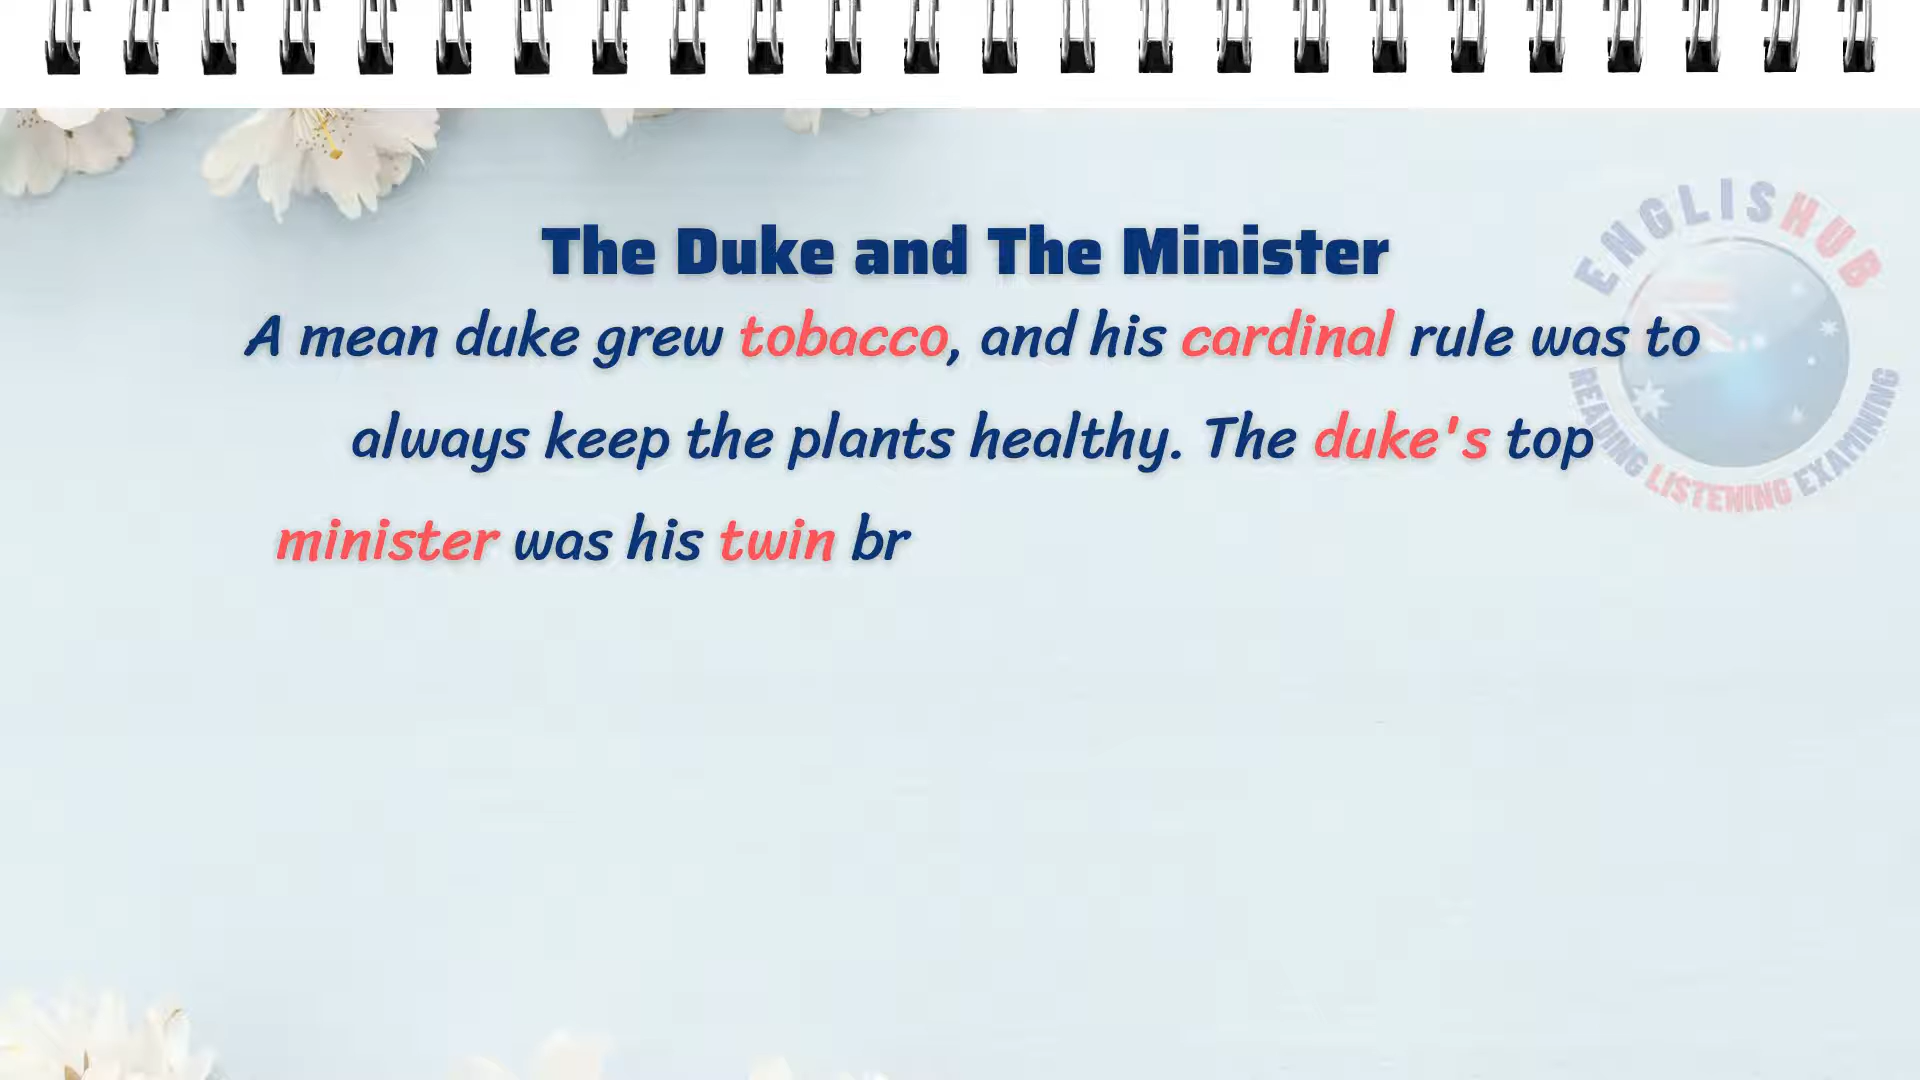 ENGLISHUB
The Duke and The Minister
A mean duke grew tobacco, and his cardinal rule was to
always keep the plants healthy. The duke's top
minister was his twin br
READING LISTENING EXAMINING